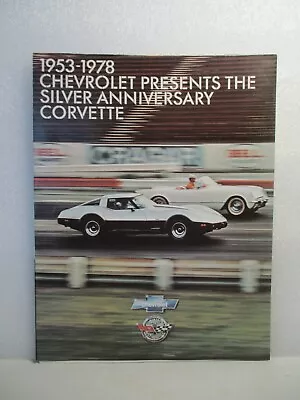 1953-1978
CHEVROLET PRESENTS THE
SILVER ANNIVERSARY
CORVETTE